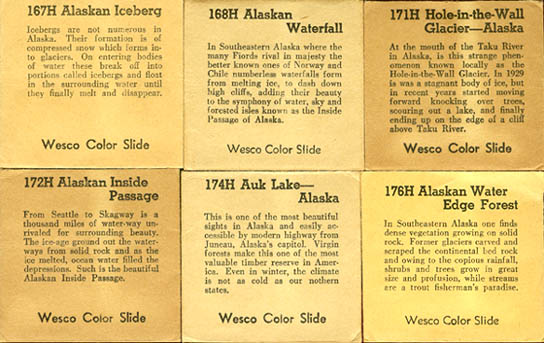 167H Alaskan Iceberg
Icebergs are not numerous in
Alaska. Their formation is of
compressed snow which forms in-
to glaciers. On entering bodies
of water these break off into
portions called icebergs and float
in the surrounding water until
they finally melt and disappear.
Wesco Color Slide
168H Alaskan
Waterfall
In Southeastern Alaska where the
many Fiords rival in majesty the
better known ones of Norway and
Chile numberless waterfalls form
from melting ice, to dash down
high cliffs, adding their beauty
to the symphony of water, sky and
forested isles known as the Inside
Passage of Alaska.
Wesco Color Slide
171H Hole-in-the-Wall
Glacier—Alaska
At the mouth of the Taku River
in Alaska, is this strange phen-
omenon known locally as the
Hole-in-the-Wall Glacier. In 1929
is was a stagnant body of ice, but
in recent years started moving
forward knocking over trees,
scouring out a lake, and finally
ending up on the edge of a cliff
above Taku River.
Wesco Color Slide
172H Alaskan Inside
Passage
From Seattle to Skagway is a
thousand miles of water-way un-
rivaled for surrounding beauty.
The ice-age ground out the water-
ways from solid rock and as
the ice melted, ocean water filled the
depressions. Such is the beautiful
Alaskan Inside Passage.
Wesco Color Slide
174H Auk Lake—
Alaska
This is one of the most beautiful
sights in Alaska and easily ac-
cessible by modern highway from
Juneau, Alaska's capitol. Virgin
forests make this one of the most
valuable timber reserve in Amer-
ica. Even in winter, the climate
is not as cold as our nothern
states.
Wesco Color Slide
176H Alaskan Water
Edge Forest
In Southeastern Alaska one finds
dense vegetation growing on solid
rock. Former glaciers carved and
scraped the continental bed rock
and owing to the copious rainfall,
shrubs and trees grow in great
size and profusion, while streams
are a trout fisherman's paradise.
Wesco Color Slide